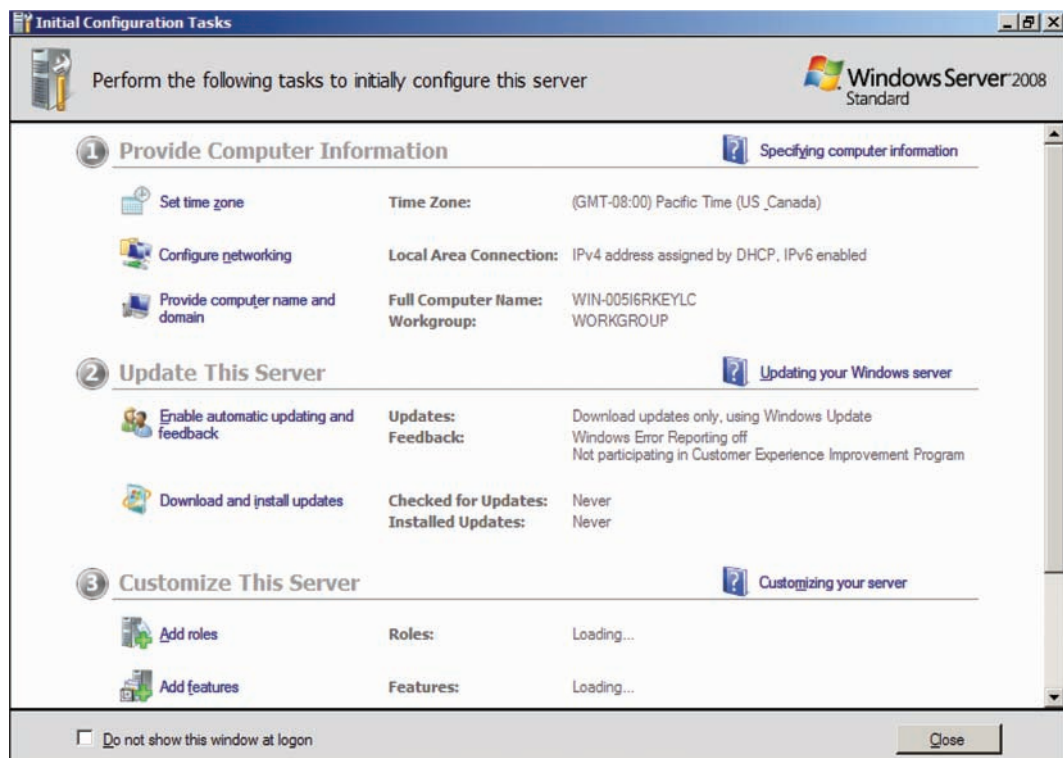 Initial Configuration Tasks
Perform the following tasks to initially configure this server
Windows Server 2008
Standard
1 Provide Computer Information
Specifying computer information
Set time zone
Time Zone:
(GMT-08:00) Pacific Time (US _Canada)
Configure networking
Local Area Connection:
IPv4 address assigned by DHCP, IPv6 enabled
Provide computer name and
domain
Full Computer Name:
WIN-005I6RKEYLC
Workgroup:
WORKGROUP
2 Update This Server
Updating your Windows server
Enable automatic updating and
feedback
Updates:
Download updates only, using Windows Update
Feedback:
Windows Error Reporting off
Not participating in Customer Experience Improvement Program
Download and install updates
Checked for Updates:
Never
Installed Updates:
Never
3 Customize This Server
Customizing your server
Add roles
Roles:
Loading...
Add features
Features:
Loading...
Do not show this window at logon
Close